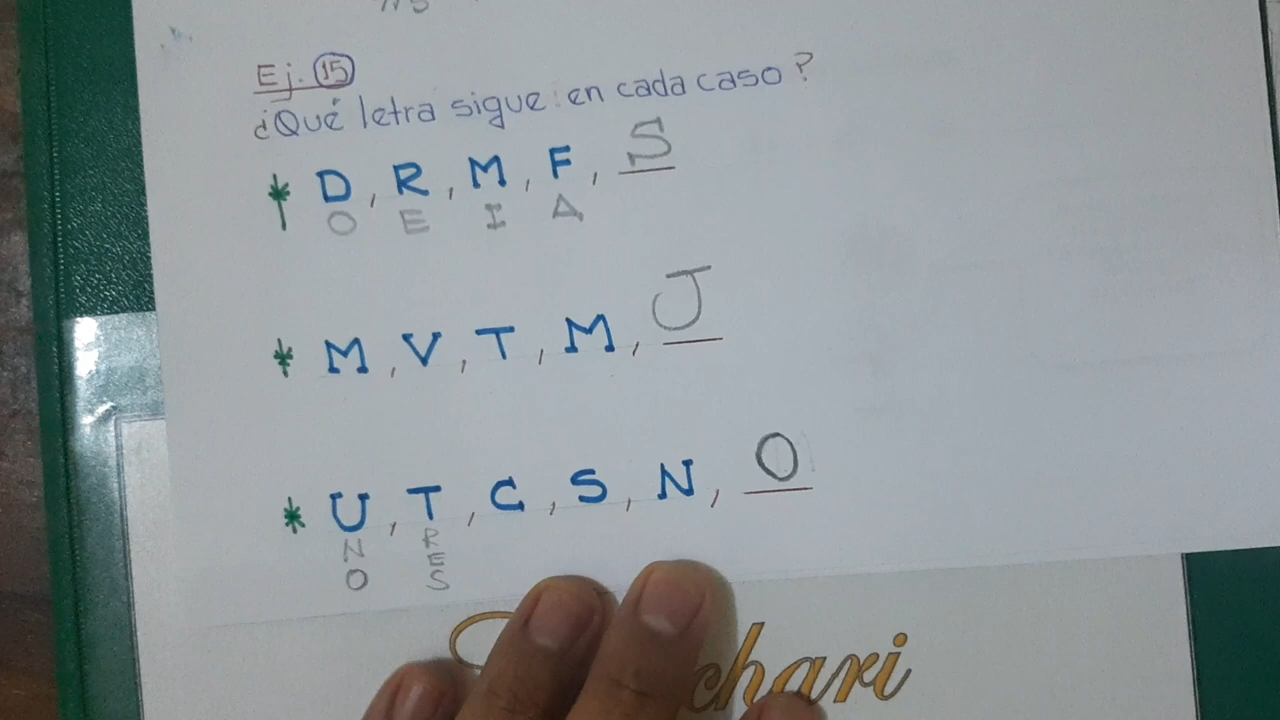 Ej. 15
¿Qué letra sigue en cada caso?
* D, R, M, F, S
O E I A
* M, V, T, M, J
* U, T, C, S, N, O
N R
O E
S